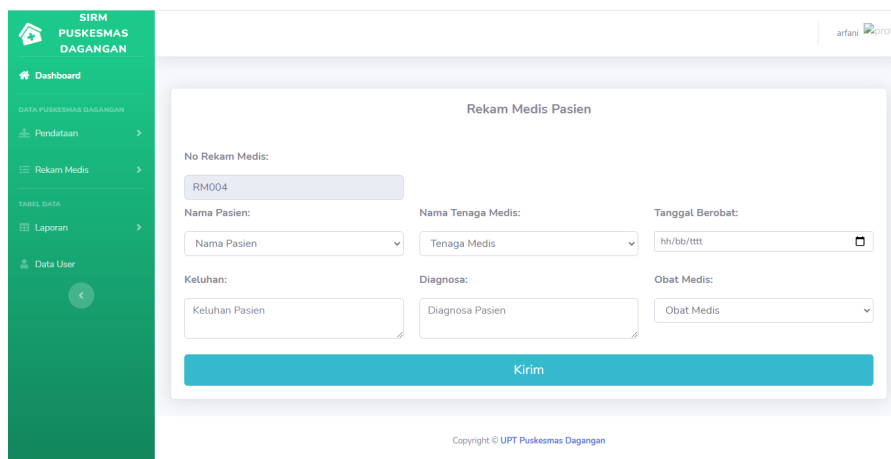 SIRM
PUSKESMAS
DAGANGAN
arfani
Dashboard
DATA PUSKESMAS DAGANGAN
Pendataan
Rekam Medis
TABEL DATA
Laporan
Data User
Rekam Medis Pasien
No Rekam Medis:
RM004
Nama Pasien: Nama Tenaga Medis: Tanggal Berobat:
Nama Pasien Tenaga Medis hh/bb/tttt
Keluhan: Diagnosa: Obat Medis:
Keluhan Pasien Diagnosa Pasien Obat Medis
Kirim
Copyright © UPT Puskesmas Dagangan